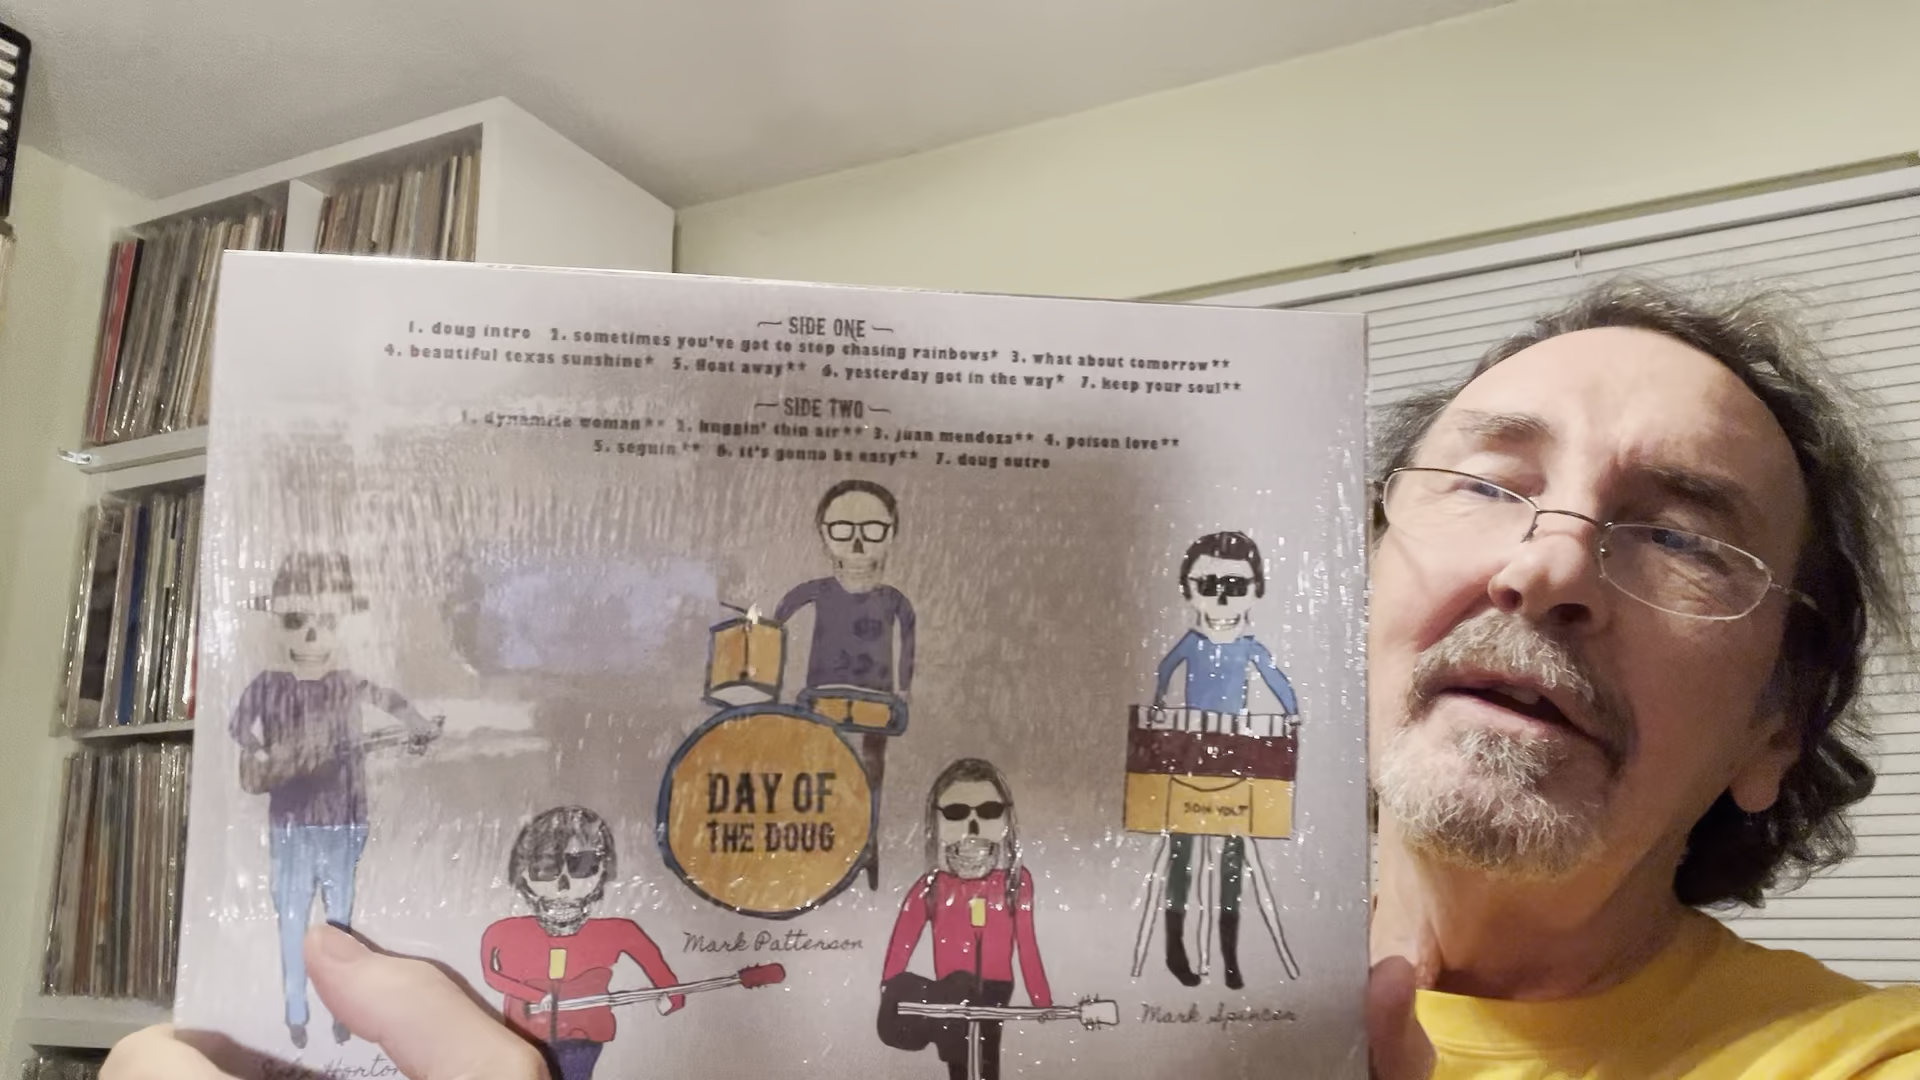 SIDE ONE
1. doug intro 2. sometimes you've got to stop chasing rainbows* 3. what about tomorrow**
4. beautiful texas sunshine* 5. float away** 6. yesterday got in the way* 7. keep your soul**
SIDE TWO
1. dynamite woman** 2. huggin' thin air** 3. juan mendoza** 4. poison love**
5. seguin ** 6. it's gonna be easy** 7. doug outro
DAY OF
THE DOUG
SON VOLT
Mark Patterson
Mark Spencer
John Horton